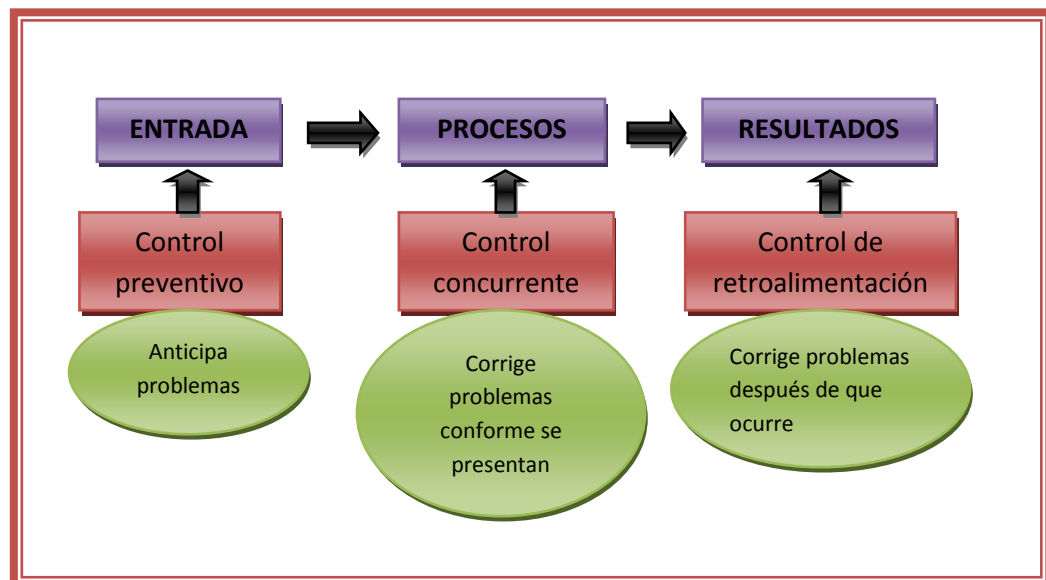 ENTRADA
PROCESOS
RESULTADOS
Control
preventivo
Control
concurrente
Control de
retroalimentación
Anticipa
problemas
Corrige
problemas
conforme se
presentan
Corrige problemas
después de que
ocurre